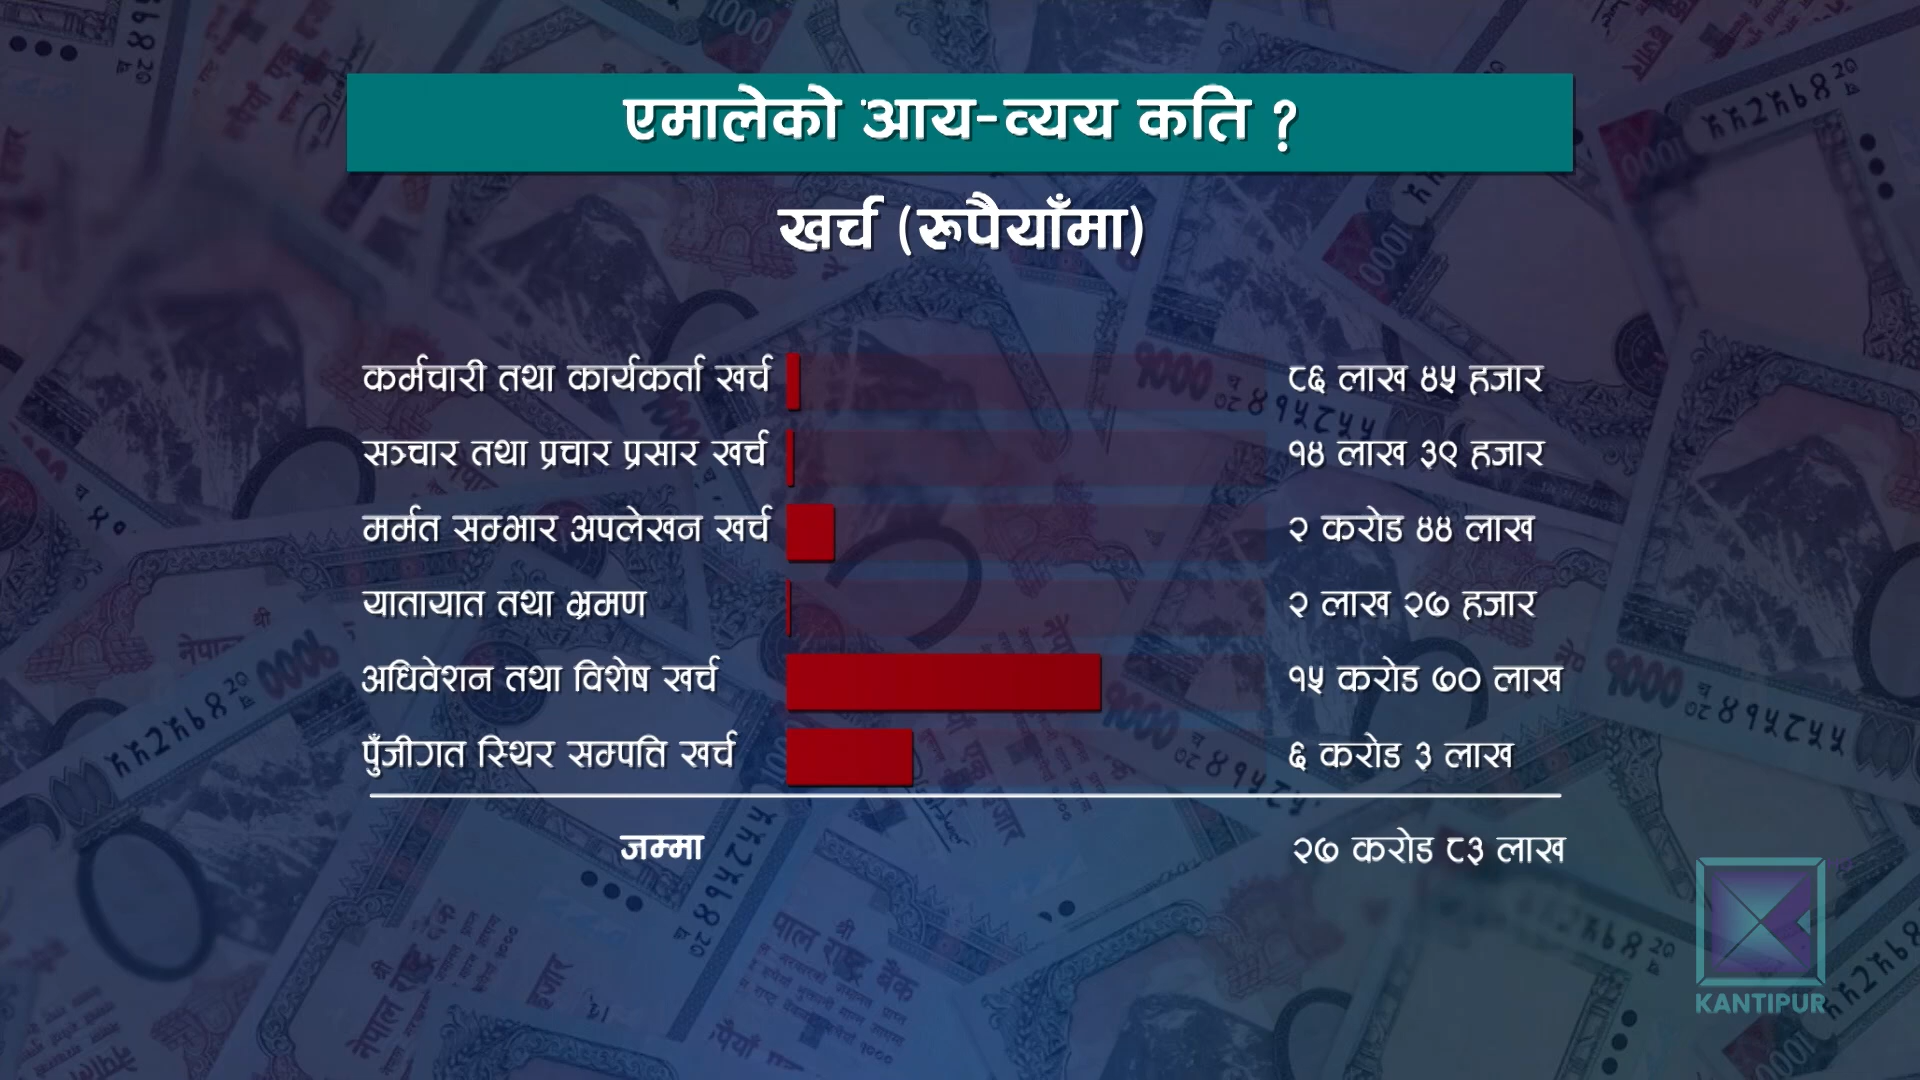 एमालेको आय-व्यय कति ?
खर्च (रुपैयाँमा)
कर्मचारी तथा कार्यकर्ता खर्च ८६ लाख ४५ हजार
सञ्चार तथा प्रचार प्रसार खर्च १४ लाख ३९ हजार
मर्मत सम्भार अपलेखन खर्च २ करोड ४४ लाख
यातायात तथा भ्रमण २ लाख २७ हजार
अधिवेशन तथा विशेष खर्च १५ करोड ७० लाख
पुँजीगत स्थिर सम्पत्ति खर्च ६ करोड ३ लाख
जम्मा २७ करोड ८३ लाख
KANTIPUR